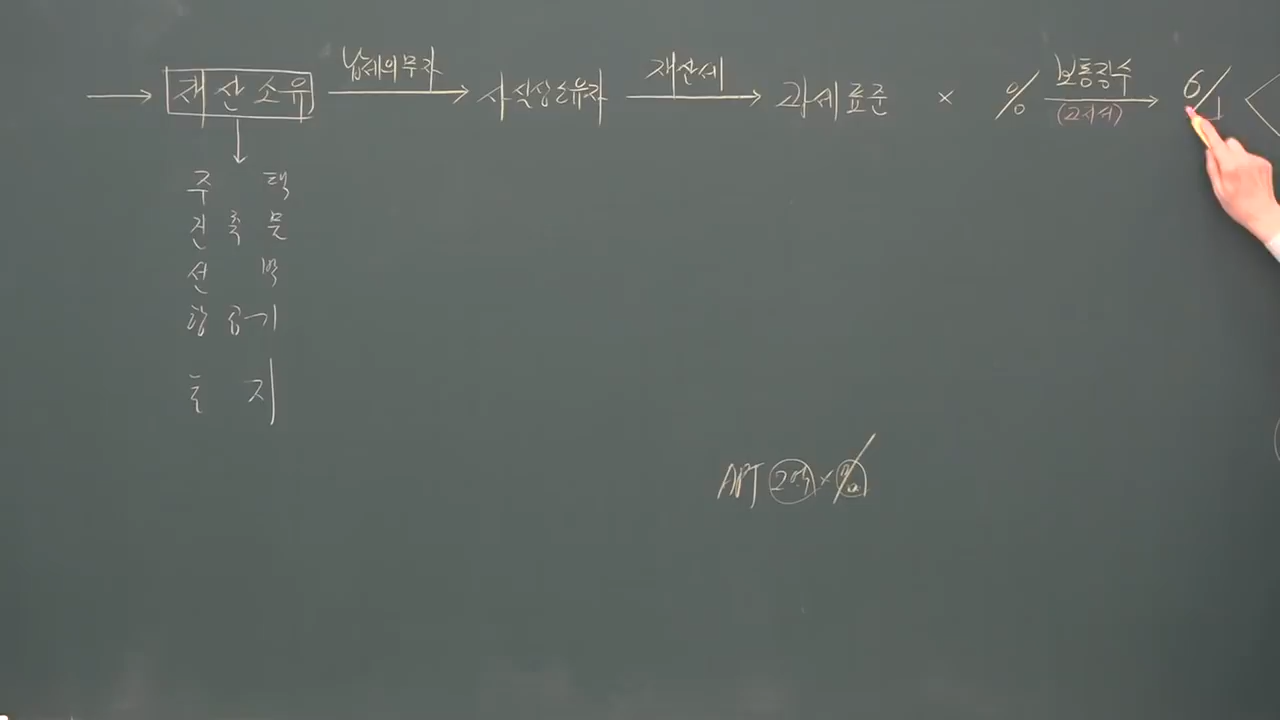 납세의무자 재산세 보통징수
재산소유 사실상소유자 과세표준 × % (고지서) 6/1
주택
건축물
선박
항공기
토지
APT 2억 ×